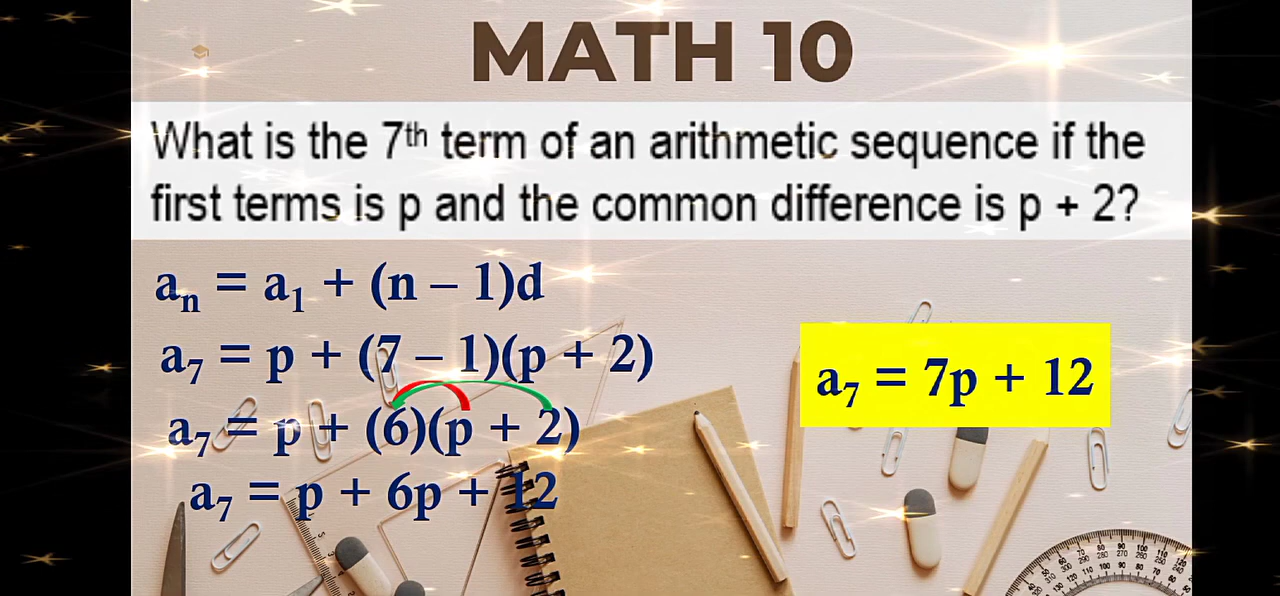 MATH 10
What is the 7th term of an arithmetic sequence if the
first terms is p and the common difference is p + 2?
aₙ = a₁ + (n – 1)d
a₇ = p + (7 – 1)(p + 2)
a₇ = p + (6)(p + 2)
a₇ = p + 6p + 12
a₇ = 7p + 12